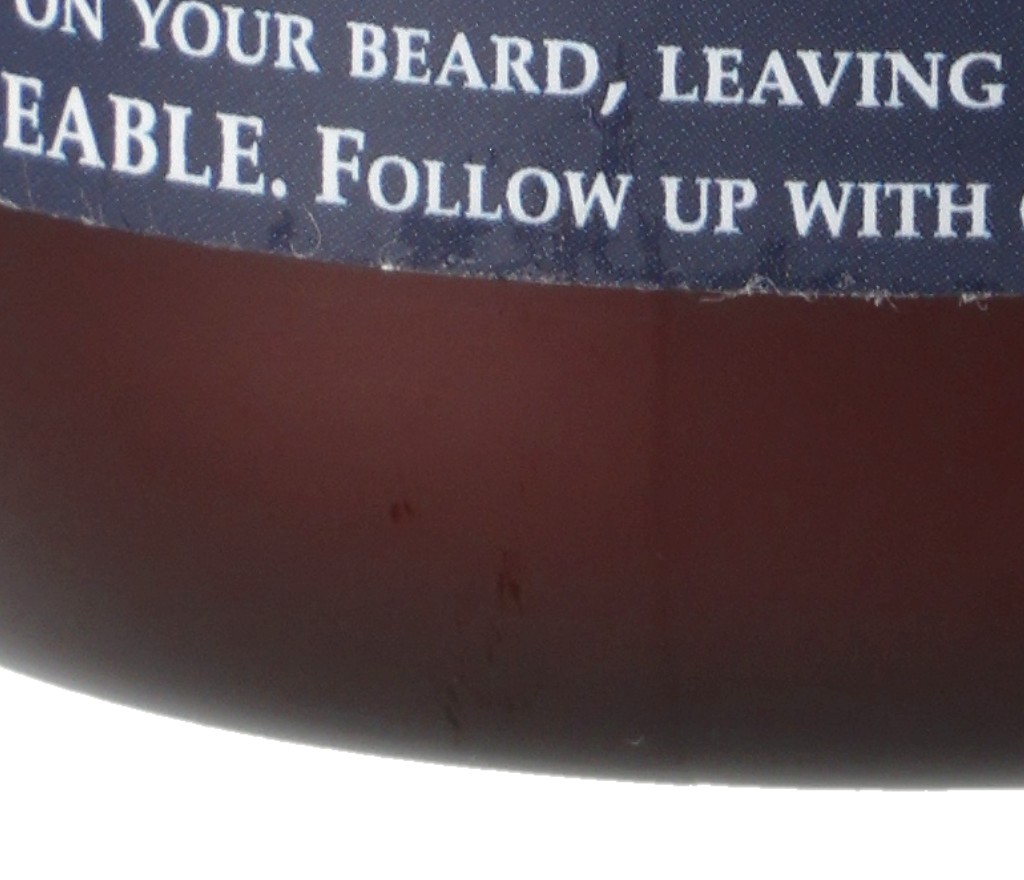 ON YOUR BEARD, LEAVING
EABLE. FOLLOW UP WITH